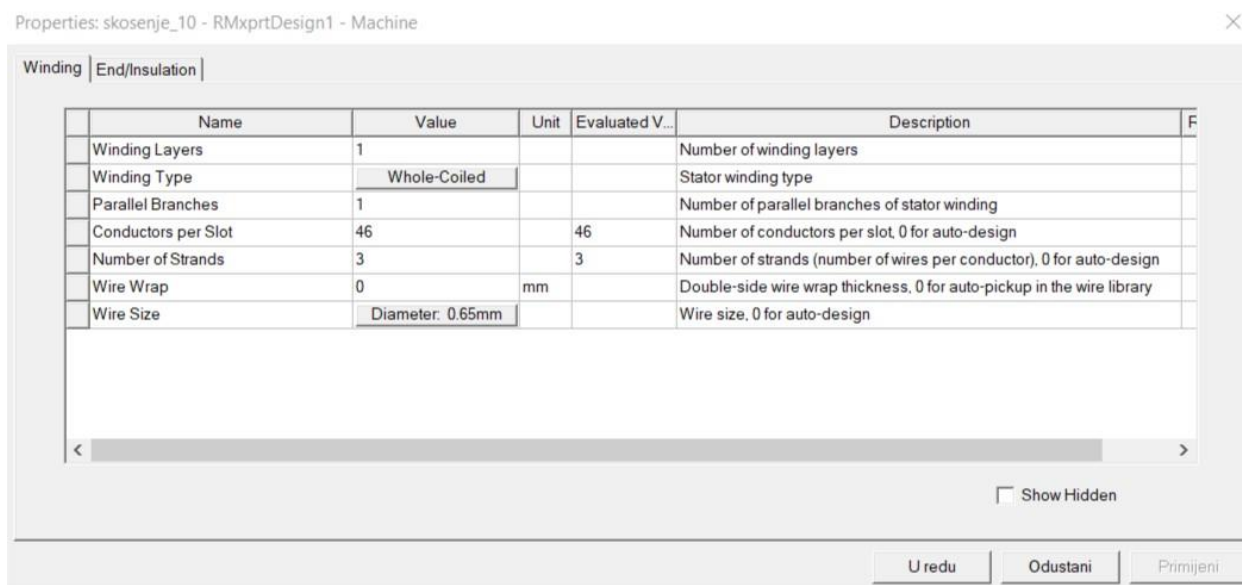 Properties: skosenje_10 - RMxprtDesign1 - Machine
Winding End/Insulation
Name Value Unit Evaluated V... Description
Winding Layers 1 Number of winding layers
Winding Type Whole-Coiled Stator winding type
Parallel Branches 1 Number of parallel branches of stator winding
Conductors per Slot 46 46 Number of conductors per slot, 0 for auto-design
Number of Strands 3 3 Number of strands (number of wires per conductor), 0 for auto-design
Wire Wrap 0 mm Double-side wire wrap thickness, 0 for auto-pickup in the wire library
Wire Size Diameter: 0.65mm Wire size, 0 for auto-design
Show Hidden
U redu Odustani Primijeni